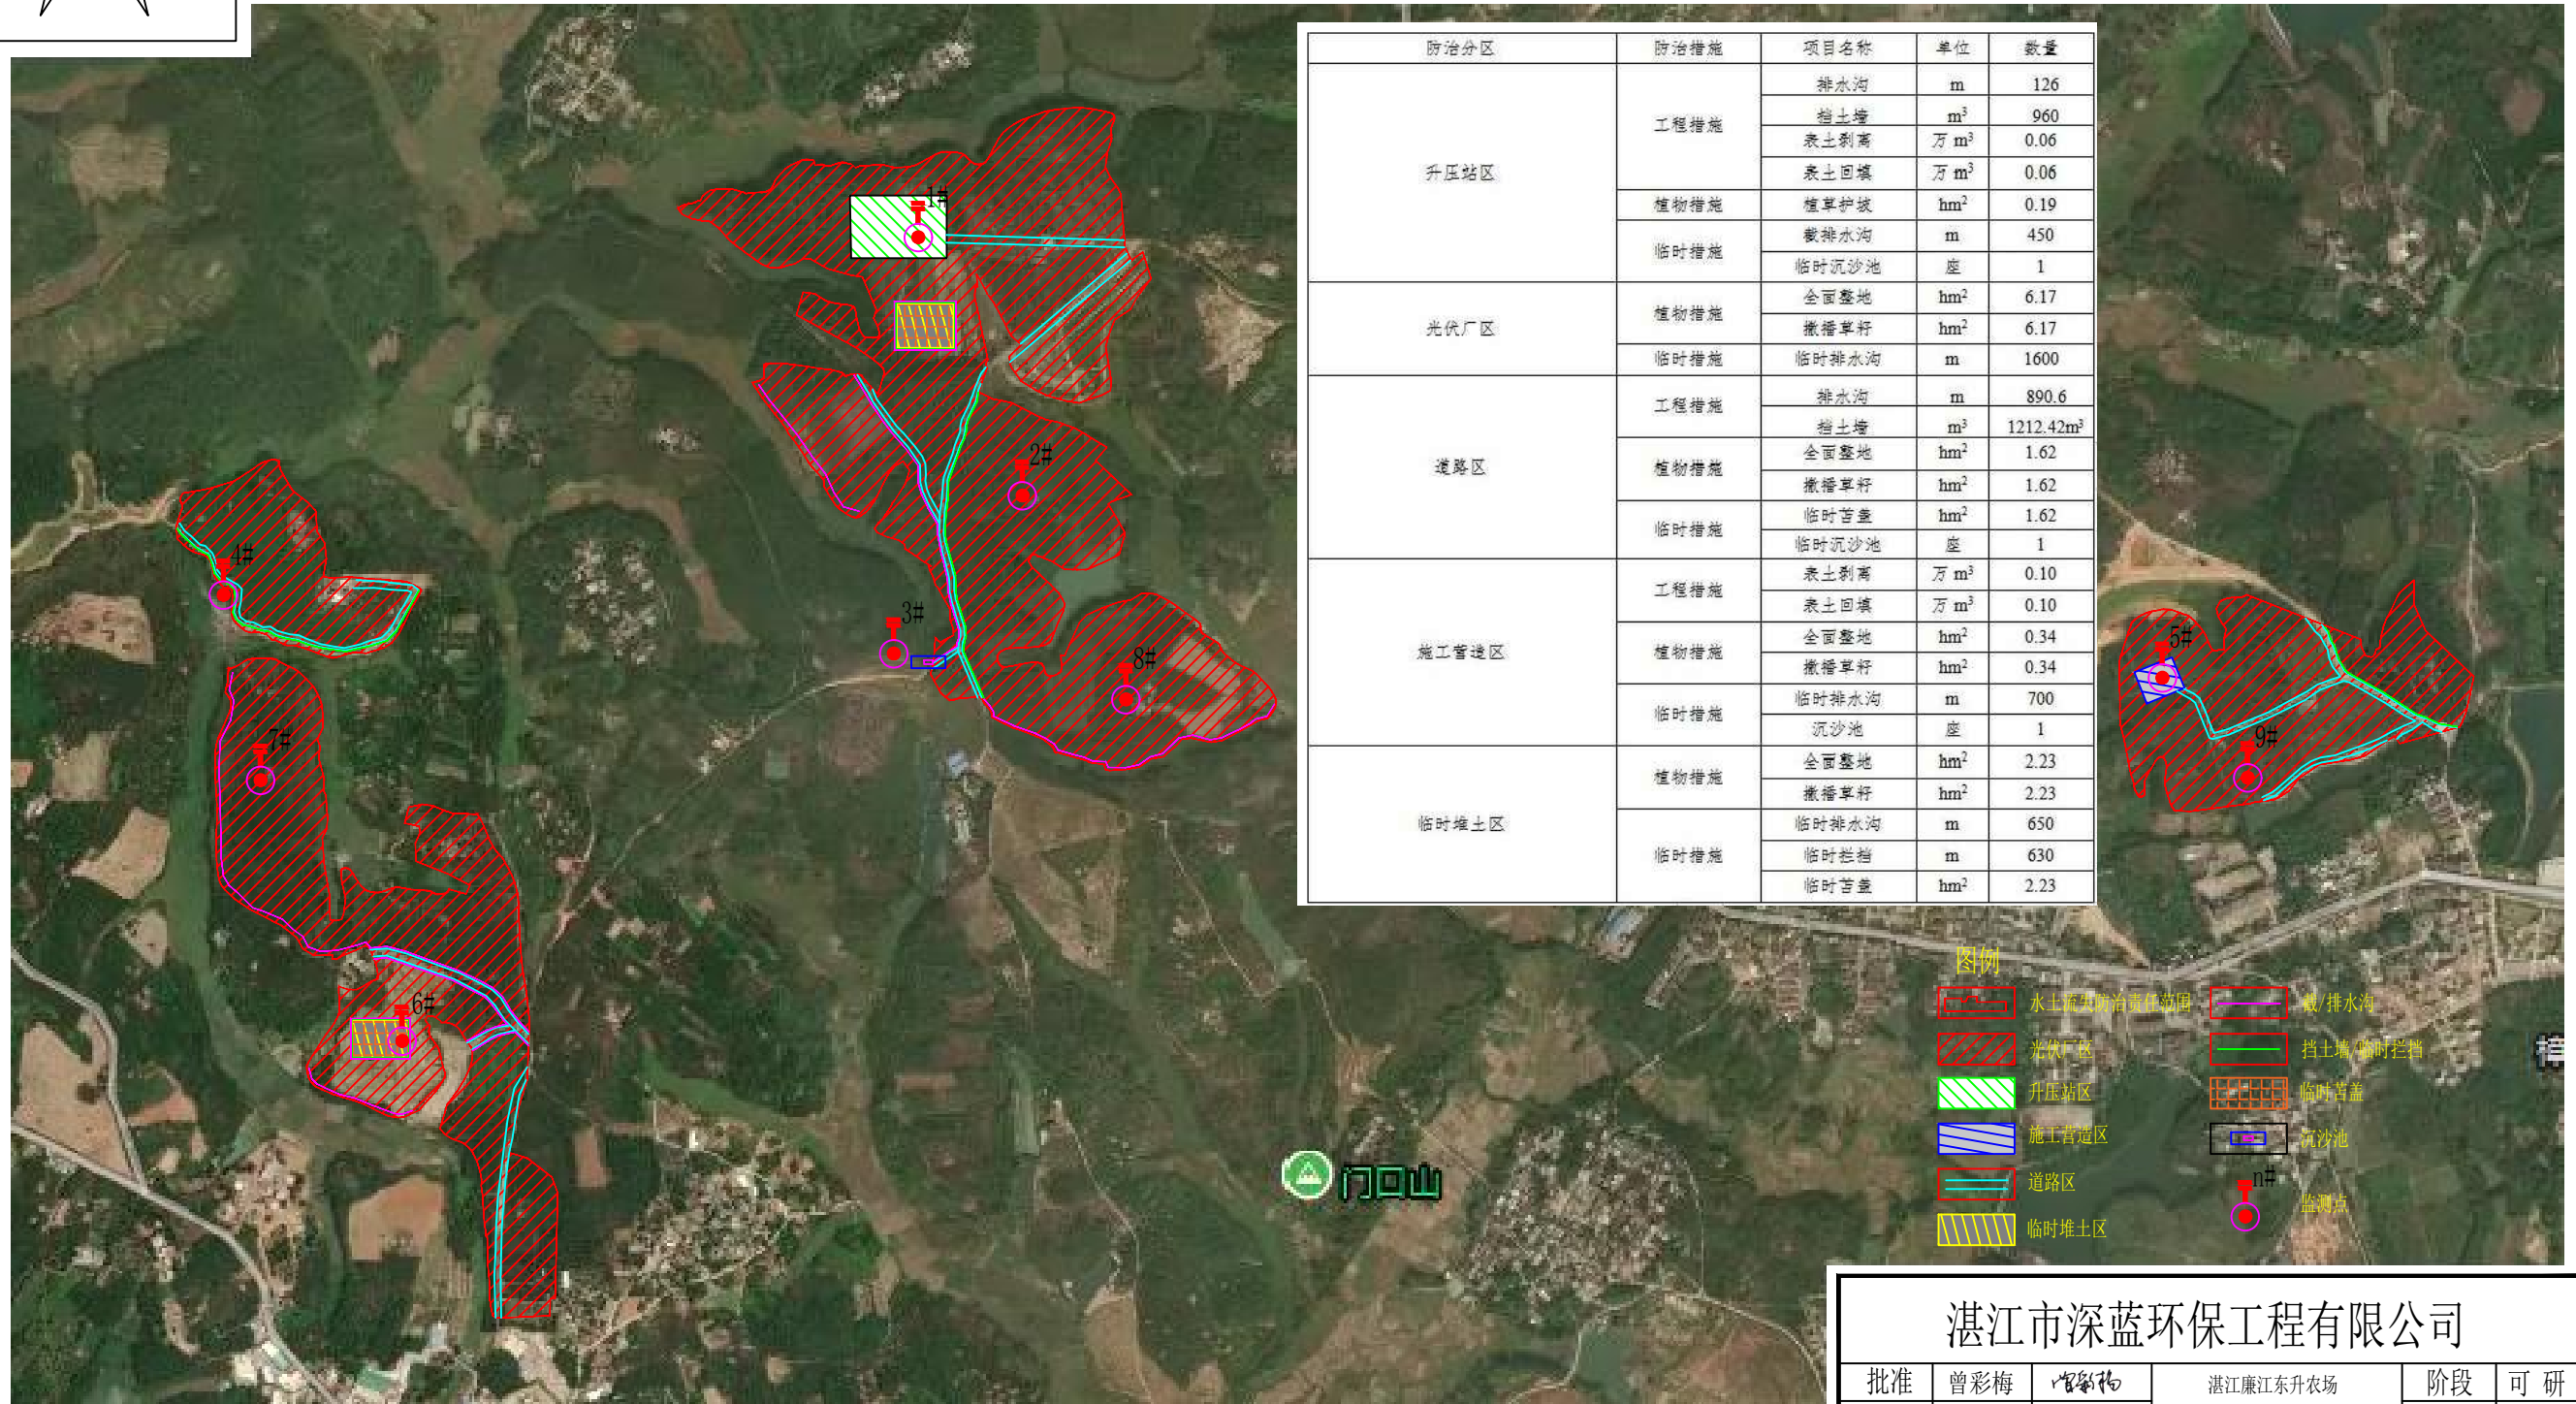 防治分区 防治措施 项目名称 单位 数量
升压站区 工程措施 排水沟 m 126
挡土墙 m³ 960
表土剥离 万 m³ 0.06
表土回填 万 m³ 0.06
植物措施 植草护坡 hm² 0.19
临时措施 截排水沟 m 450
临时沉沙池 座 1
光伏厂区 植物措施 全面整地 hm² 6.17
撒播草籽 hm² 6.17
临时措施 临时排水沟 m 1600
道路区 工程措施 排水沟 m 890.6
挡土墙 m³ 1212.42m³
植物措施 全面整地 hm² 1.62
撒播草籽 hm² 1.62
临时措施 临时苫盖 hm² 1.62
临时沉沙池 座 1
施工营造区 工程措施 表土剥离 万 m³ 0.10
表土回填 万 m³ 0.10
植物措施 全面整地 hm² 0.34
撒播草籽 hm² 0.34
临时措施 临时排水沟 m 700
沉沙池 座 1
临时堆土区 植物措施 全面整地 hm² 2.23
撒播草籽 hm² 2.23
临时措施 临时排水沟 m 650
临时拦挡 m 630
临时苫盖 hm² 2.23
1#
2#
4#
3#
8#
5#
7#
9#
6#
门口山
图例
水土流失防治责任范围 截/排水沟
光伏厂区 挡土墙/临时拦挡
升压站区 临时苫盖
施工营造区 沉沙池
道路区 n# 监测点
临时堆土区
湛江市深蓝环保工程有限公司
批准 曾彩梅 曾彩梅 湛江廉江东升农场 阶段 可 研